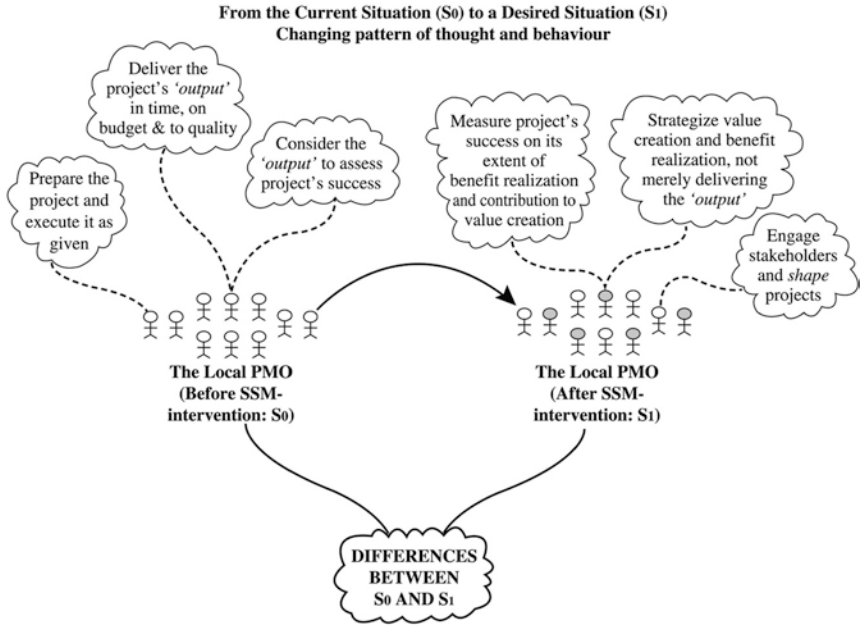 From the Current Situation (S0) to a Desired Situation (S1)
Changing pattern of thought and behaviour
Deliver the
project's 'output'
in time, on
budget & to quality
Consider the
'output' to assess
project's success
Prepare the
project and
execute it as
given
Measure project's
success on its
extent of
benefit realization
and contribution to
value creation
Strategize value
creation and benefit
realization, not
merely delivering
the 'output'
Engage
stakeholders
and shape
projects
The Local PMO
(Before SSM-
intervention: S0)
The Local PMO
(After SSM-
intervention: S1)
DIFFERENCES
BETWEEN
S0 AND S1